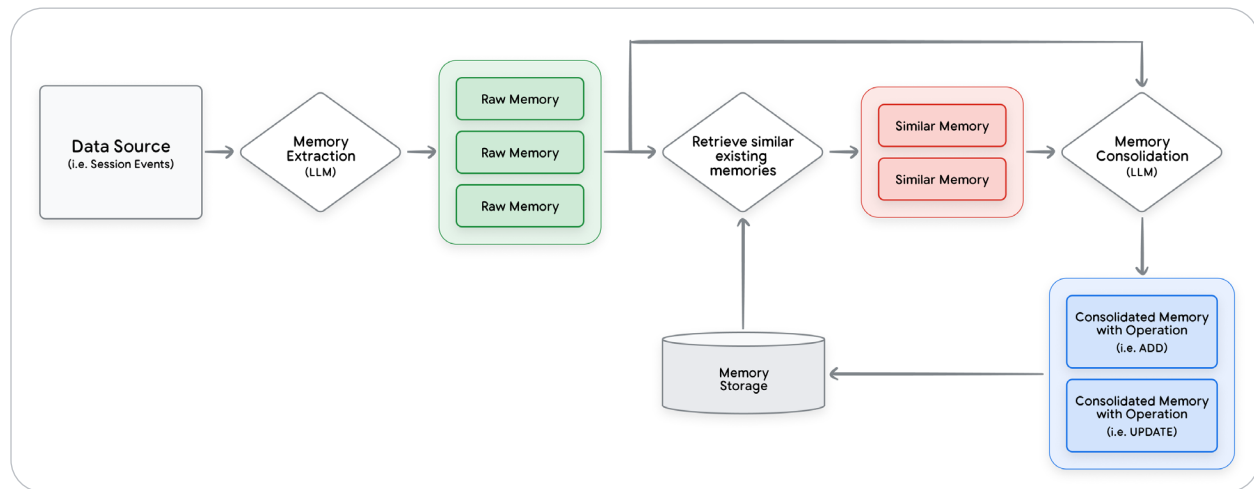 Data Source
(i.e. Session Events)
Memory
Extraction
(LLM)
Raw Memory
Raw Memory
Raw Memory
Retrieve similar
existing
memories
Similar Memory
Similar Memory
Memory
Consolidation
(LLM)
Consolidated Memory
with Operation
(i.e. ADD)
Consolidated Memory
with Operation
(i.e. UPDATE)
Memory
Storage